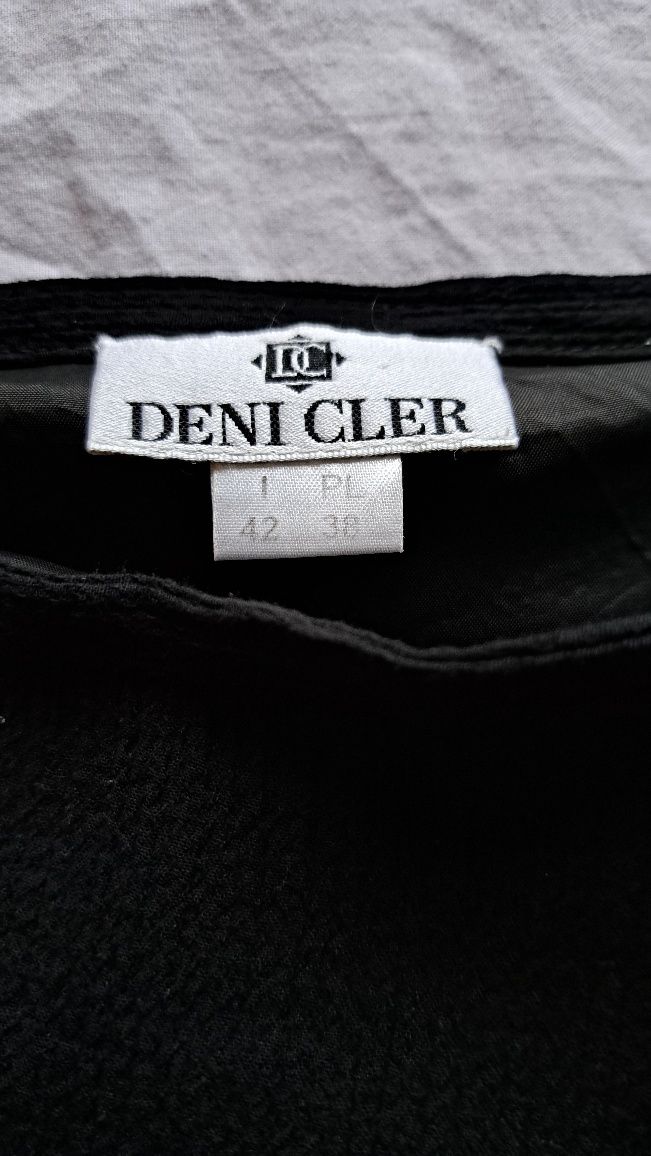 DC
DENI CLER
I PL
42 38